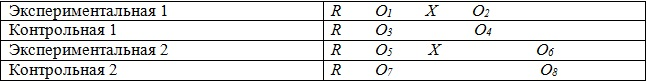 Экспериментальная 1 R O1 X O2
Контрольная 1 R O3 O4
Экспериментальная 2 R O5 X O6
Контрольная 2 R O7 O8